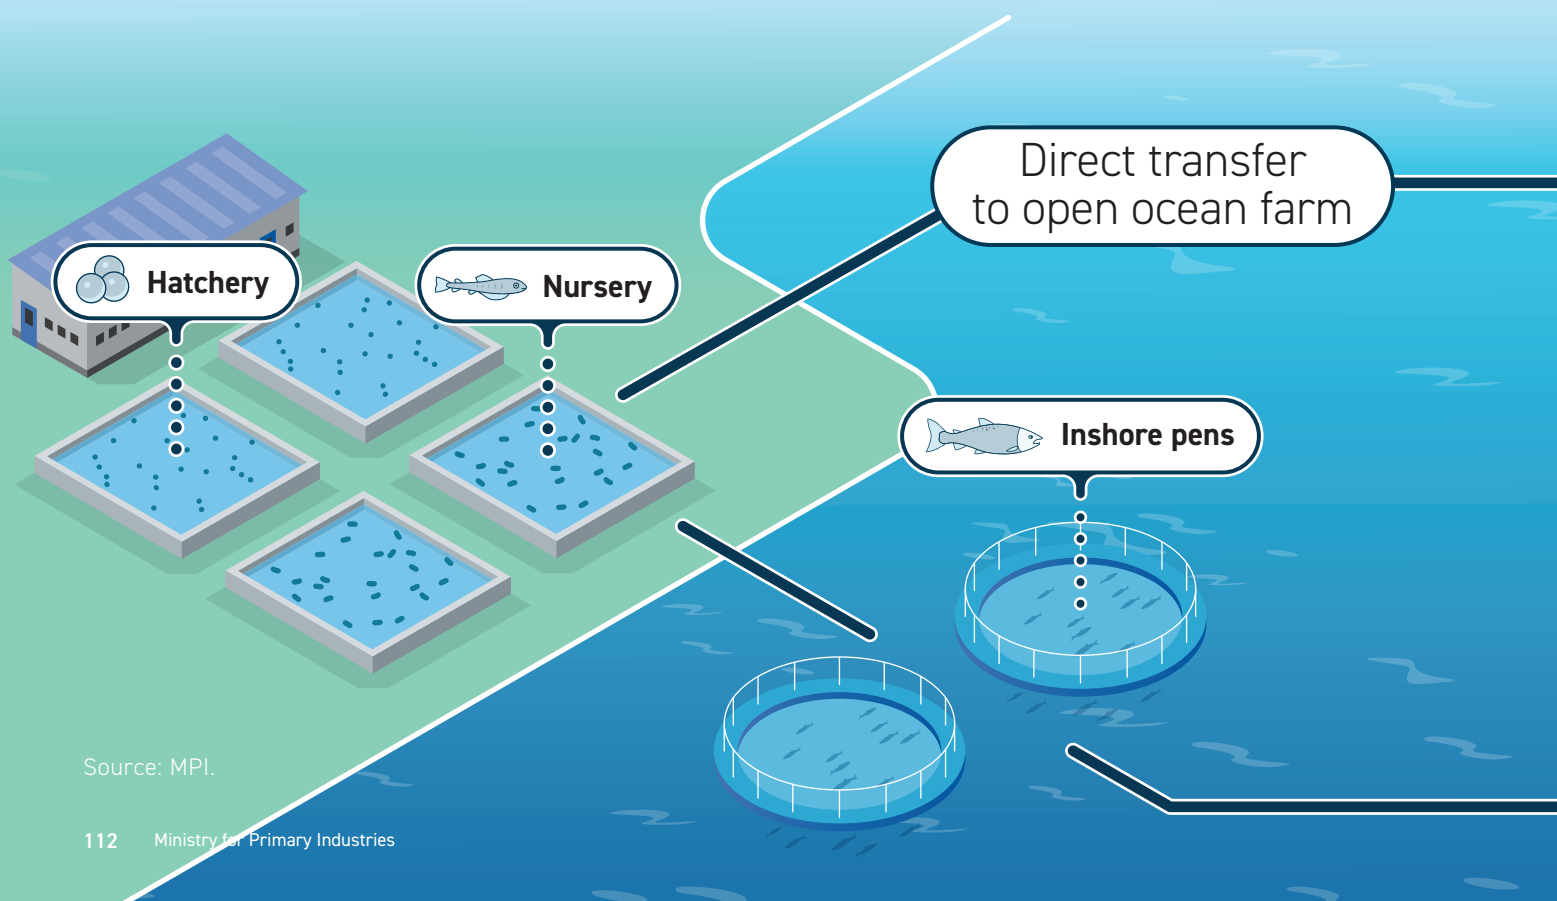 Direct transfer
to open ocean farm
Hatchery
Nursery
Inshore pens
Source: MPI.
112 Ministry for Primary Industries